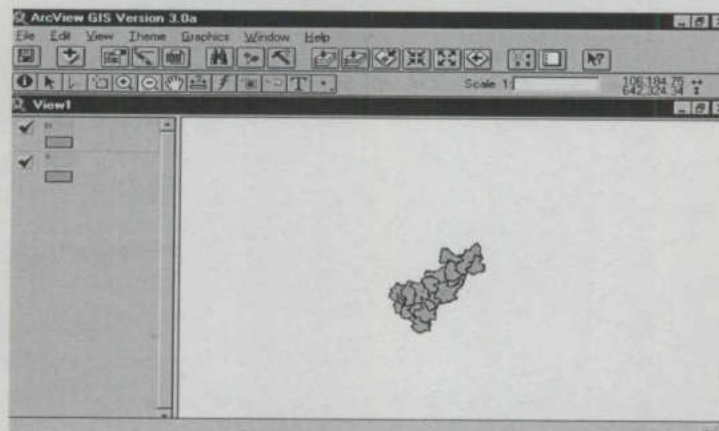 ArcView GIS Version 3.0a
File Edit View Theme Graphics Window Help
Scale 1: 106,184.75
642,324.34
View1